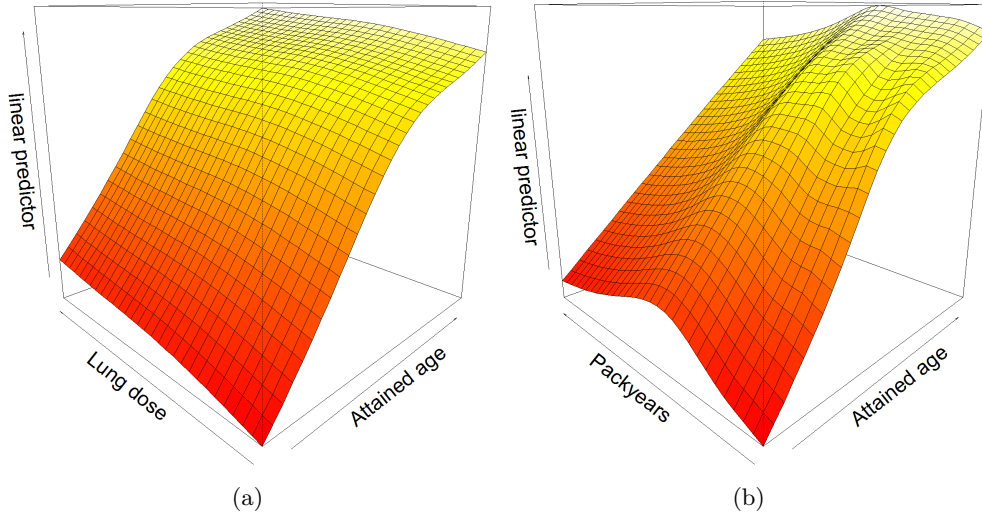 linear predictor
Lung dose
Attained age
(a)
linear predictor
Packyears
Attained age
(b)